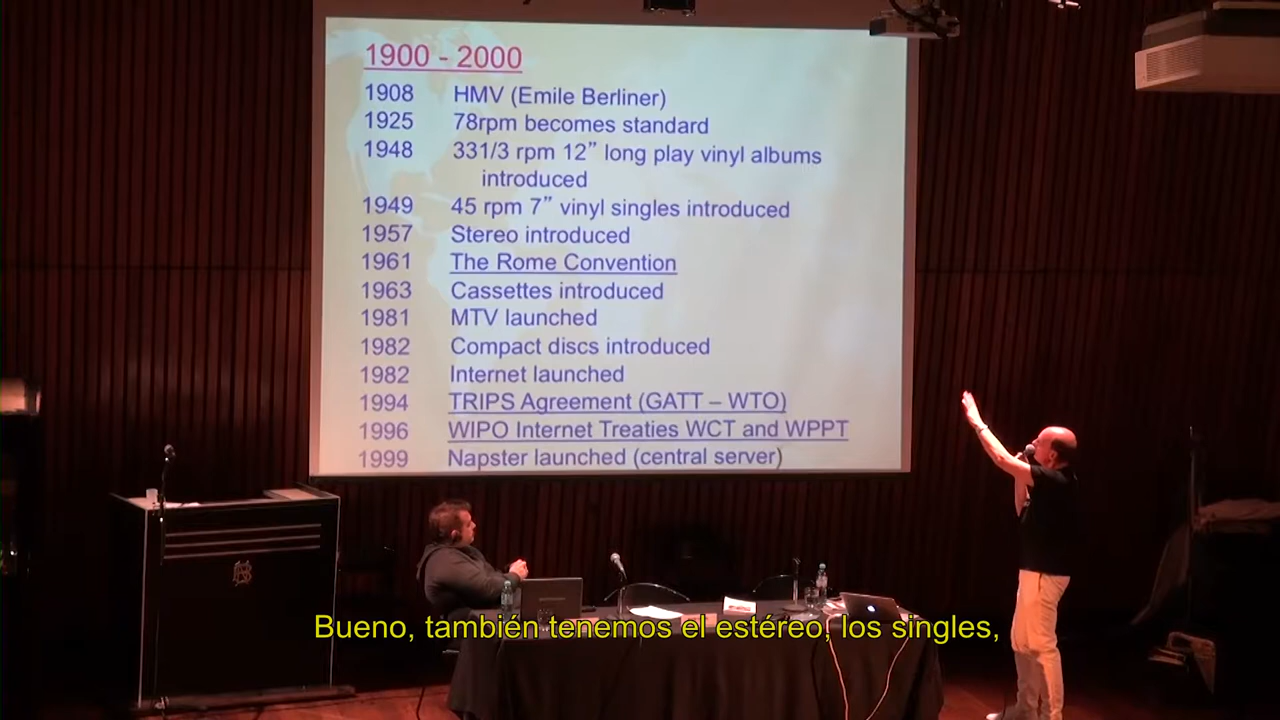 1900 - 2000
1908 HMV (Emile Berliner)
1925 78rpm becomes standard
1948 331/3 rpm 12” long play vinyl albums
introduced
1949 45 rpm 7” vinyl singles introduced
1957 Stereo introduced
1961 The Rome Convention
1963 Cassettes introduced
1981 MTV launched
1982 Compact discs introduced
1982 Internet launched
1994 TRIPS Agreement (GATT – WTO)
1996 WIPO Internet Treaties WCT and WPPT
1999 Napster launched (central server)
Bueno, también tenemos el estéreo, los singles,